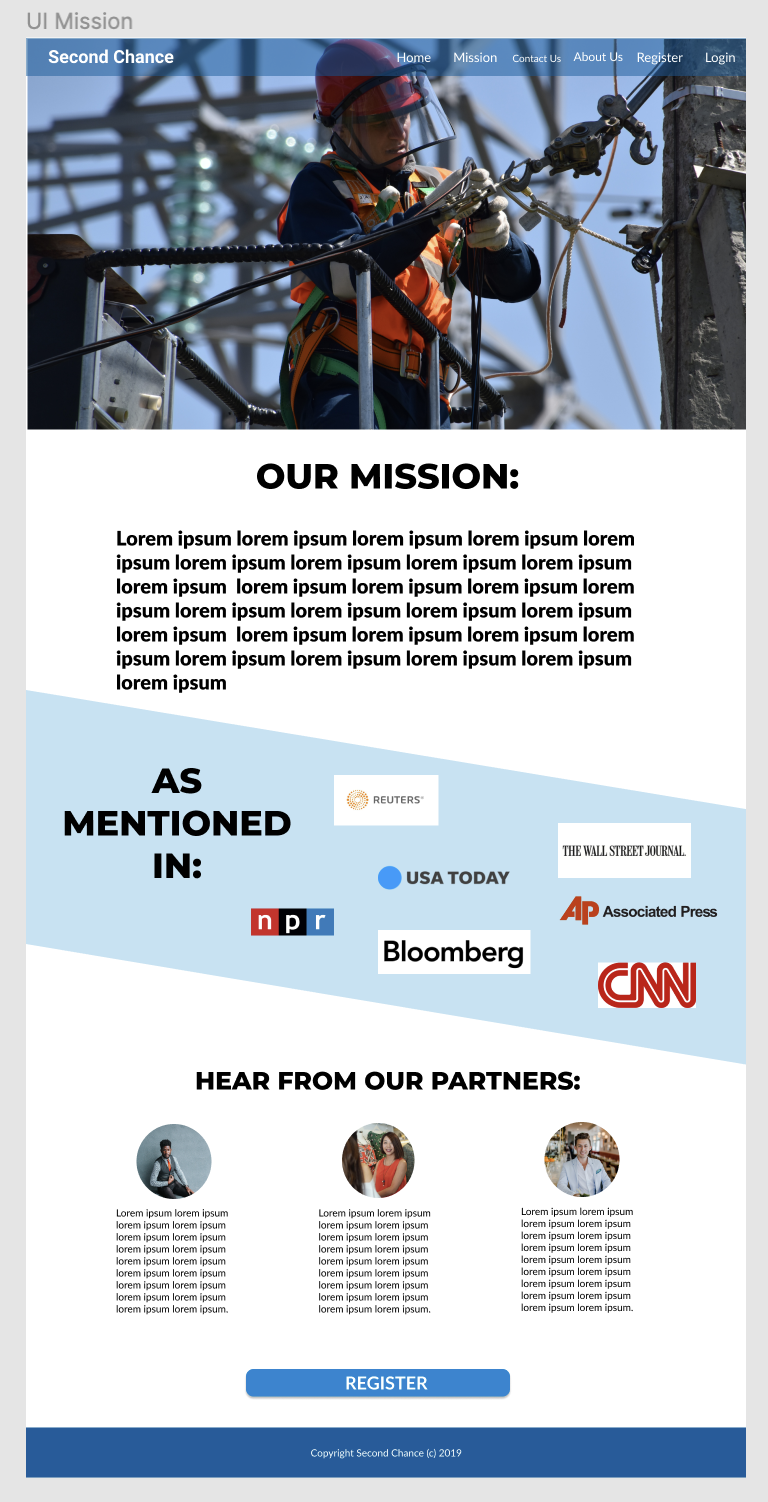 UI Mission
Second Chance
Home Mission Contact Us About Us Register Login
OUR MISSION:
Lorem ipsum lorem ipsum lorem ipsum lorem ipsum lorem
ipsum lorem ipsum lorem ipsum lorem ipsum lorem ipsum
lorem ipsum  lorem ipsum lorem ipsum lorem ipsum lorem
ipsum lorem ipsum lorem ipsum lorem ipsum lorem ipsum
lorem ipsum  lorem ipsum lorem ipsum lorem ipsum lorem
ipsum lorem ipsum lorem ipsum lorem ipsum lorem ipsum
lorem ipsum
AS
MENTIONED
IN:
REUTERS
THE WALL STREET JOURNAL.
USA TODAY
AP Associated Press
npr
Bloomberg
CNN
HEAR FROM OUR PARTNERS:
Lorem ipsum lorem ipsum
lorem ipsum lorem ipsum
lorem ipsum lorem ipsum
lorem ipsum lorem ipsum
lorem ipsum lorem ipsum
lorem ipsum lorem ipsum
lorem ipsum lorem ipsum
lorem ipsum lorem ipsum
lorem ipsum lorem ipsum.
Lorem ipsum lorem ipsum
lorem ipsum lorem ipsum
lorem ipsum lorem ipsum
lorem ipsum lorem ipsum
lorem ipsum lorem ipsum
lorem ipsum lorem ipsum
lorem ipsum lorem ipsum
lorem ipsum lorem ipsum
lorem ipsum lorem ipsum.
Lorem ipsum lorem ipsum
lorem ipsum lorem ipsum
lorem ipsum lorem ipsum
lorem ipsum lorem ipsum
lorem ipsum lorem ipsum
lorem ipsum lorem ipsum
lorem ipsum lorem ipsum
lorem ipsum lorem ipsum
lorem ipsum lorem ipsum.
REGISTER
Copyright Second Chance (c) 2019